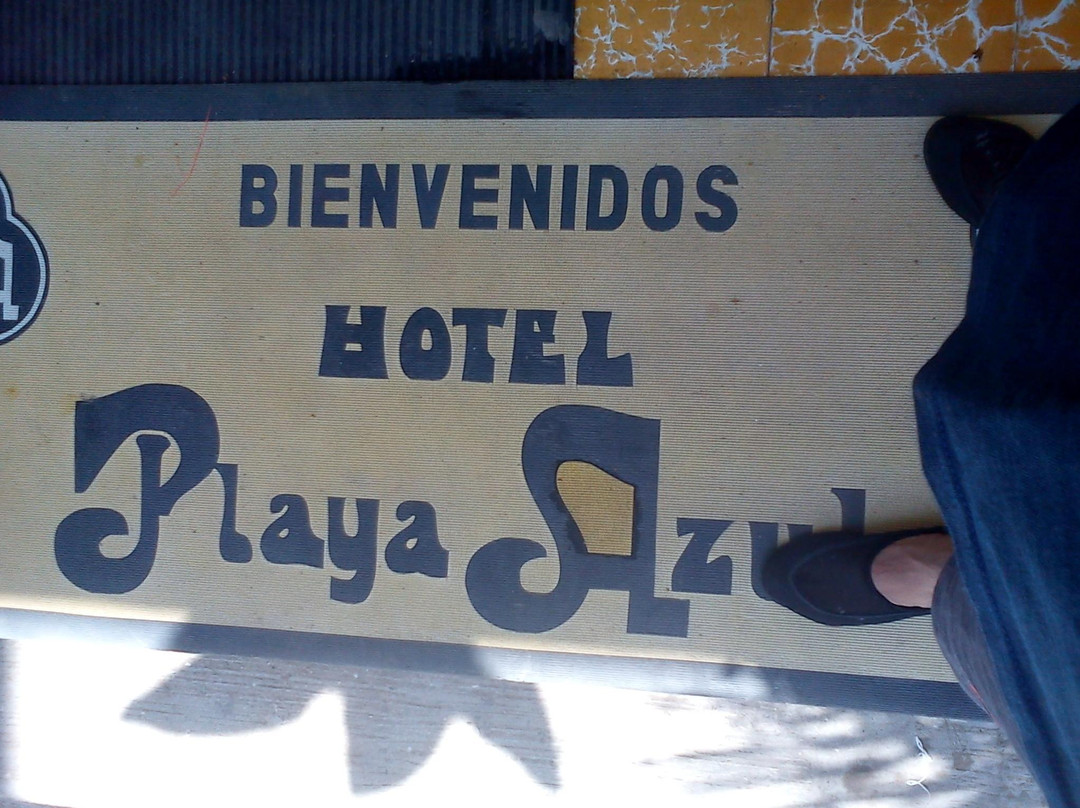 BIENVENIDOS
HOTEL
Playa Azul